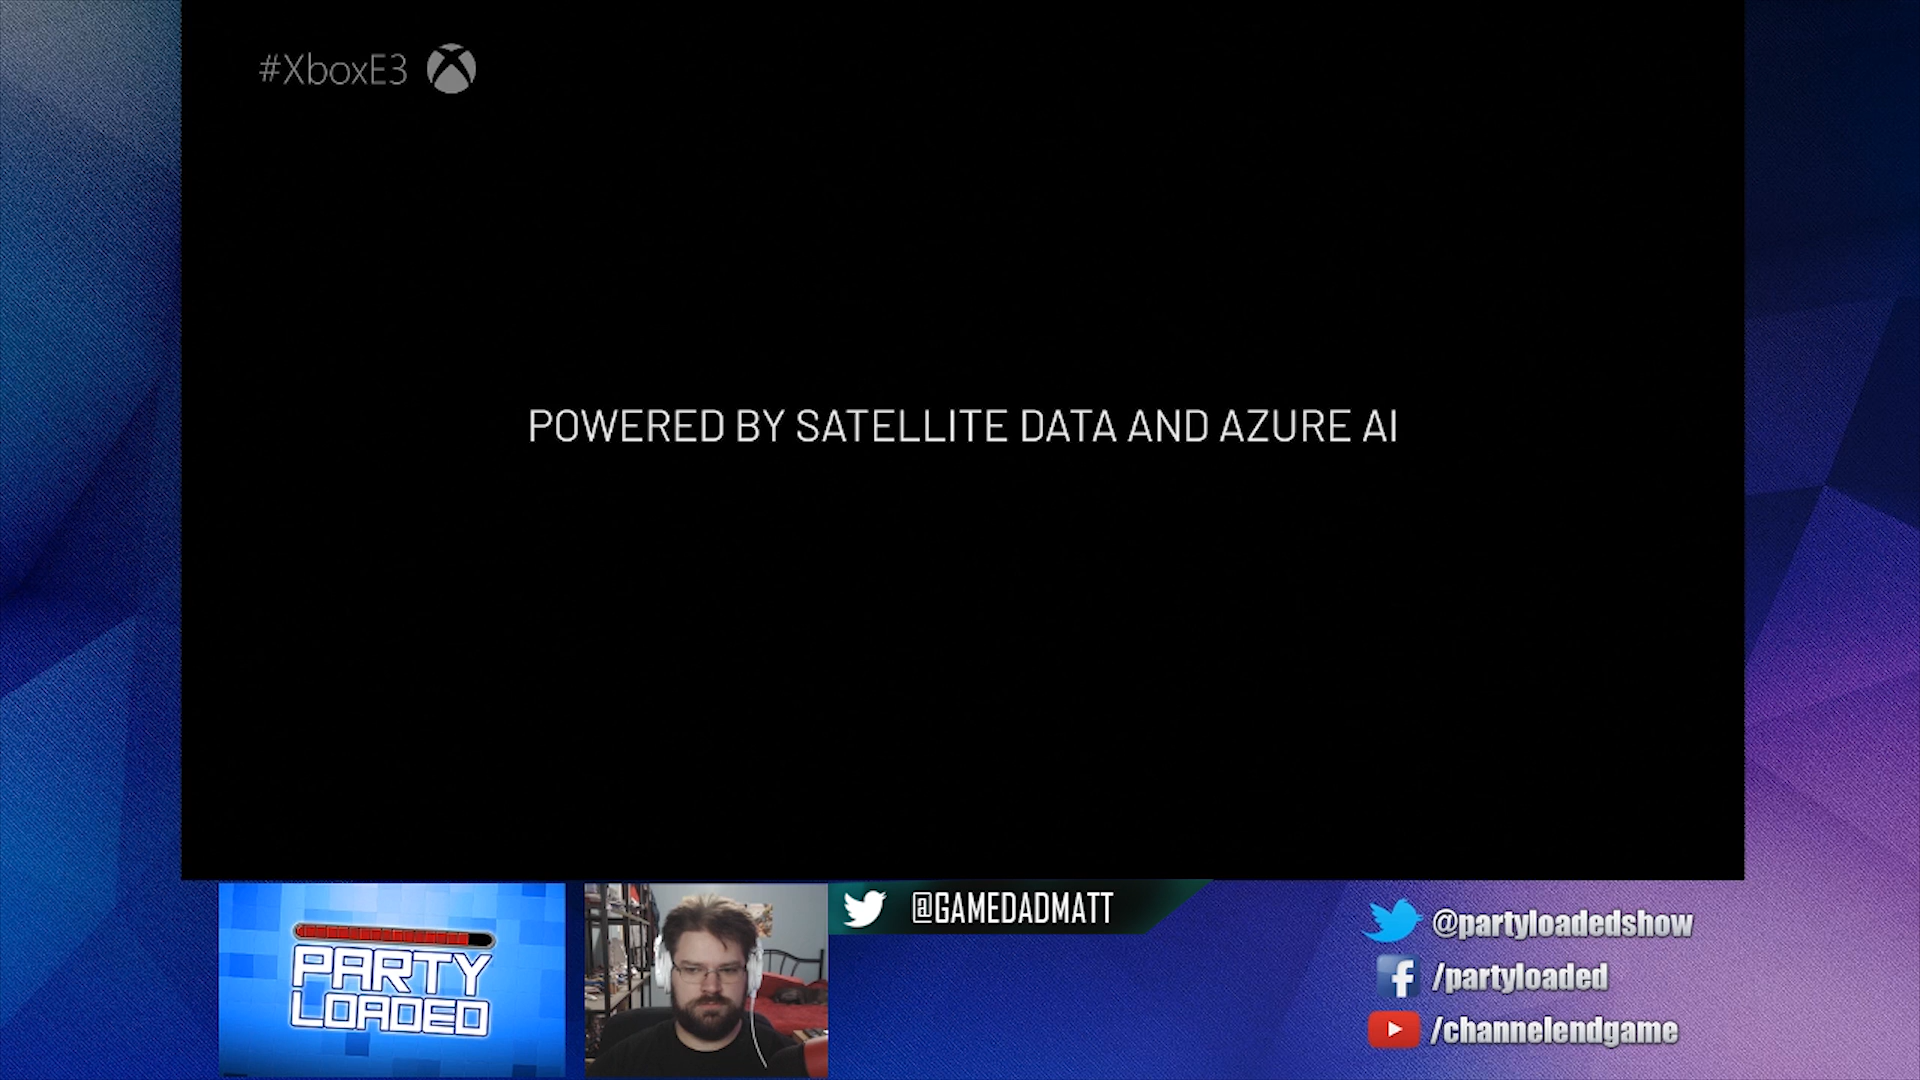 #XboxE3
POWERED BY SATELLITE DATA AND AZURE AI
PARTY
LOADED
@GAMEDADMATT
@partyloadedshow
/partyloaded
/channelendgame